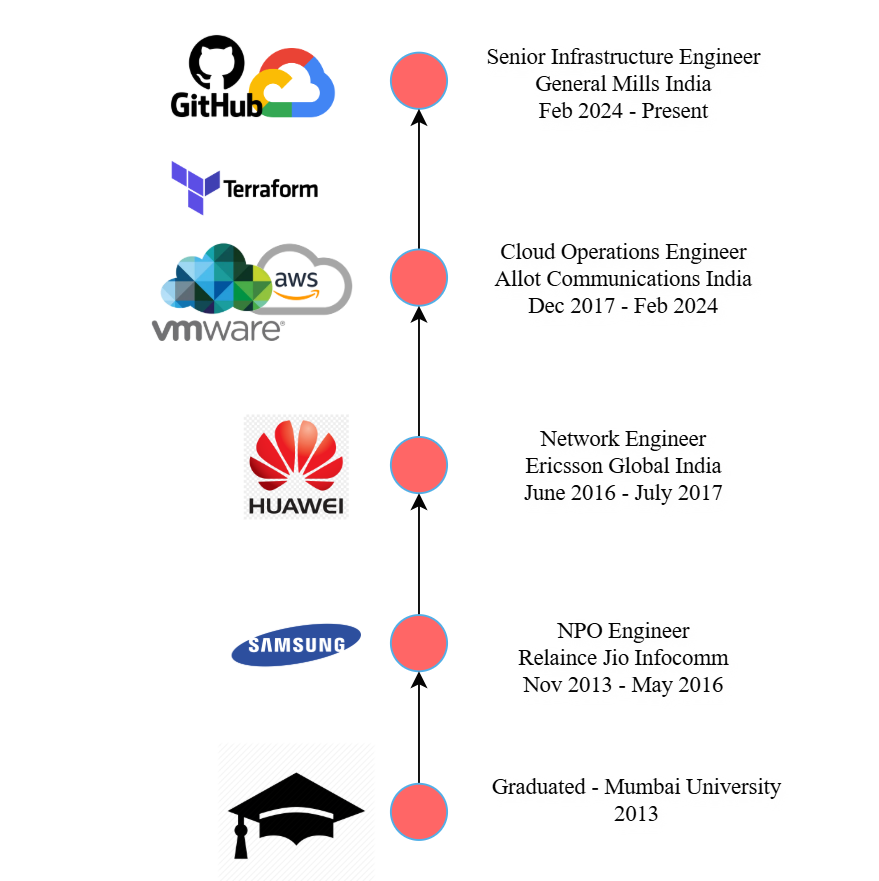 GitHub
Senior Infrastructure Engineer
General Mills India
Feb 2024 - Present
Terraform
aws
vmware®
Cloud Operations Engineer
Allot Communications India
Dec 2017 - Feb 2024
HUAWEI
Network Engineer
Ericsson Global India
June 2016 - July 2017
SAMSUNG
NPO Engineer
Relaince Jio Infocomm
Nov 2013 - May 2016
Graduated - Mumbai University
2013